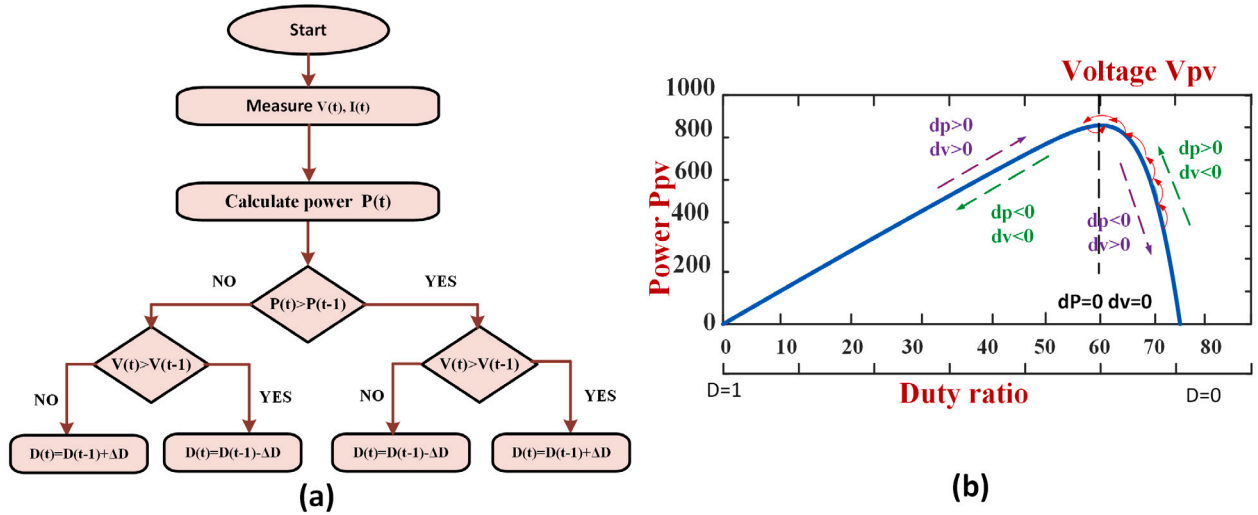 Start
Measure V(t), I(t)
Calculate power P(t)
NO
YES
P(t)>P(t-1)
V(t)>V(t-1)
V(t)>V(t-1)
NO
YES
NO
YES
D(t)=D(t-1)+ΔD
D(t)=D(t-1)-ΔD
D(t)=D(t-1)-ΔD
D(t)=D(t-1)+ΔD
(a)
Voltage Vpv
Power Ppv
1000
800
600
400
200
0
dp>0
dv>0
dp<0
dv<0
dp<0
dv>0
dp>0
dv<0
dP=0 dv=0
0
10
20
30
40
50
60
70
80
D=1
Duty ratio
D=0
(b)